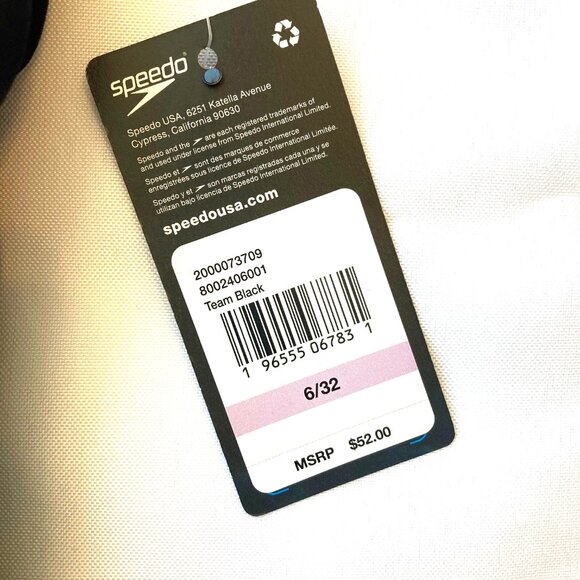 speedo®
Speedo USA, 6251 Katella Avenue
Cypress, California 90630
Speedo and the are each registered trademarks of
and used under license from Speedo International Limited.
Speedo et sont des marques de commerce
enregistrées sous licence de Speedo International Limitée.
Speedo y el son marcas registradas cada una y se
utilizan bajo licencia de Speedo International Limited.
speedousa.com
2000073709
8002406001
Team Black
1 96555 06783 1
6/32
MSRP $52.00